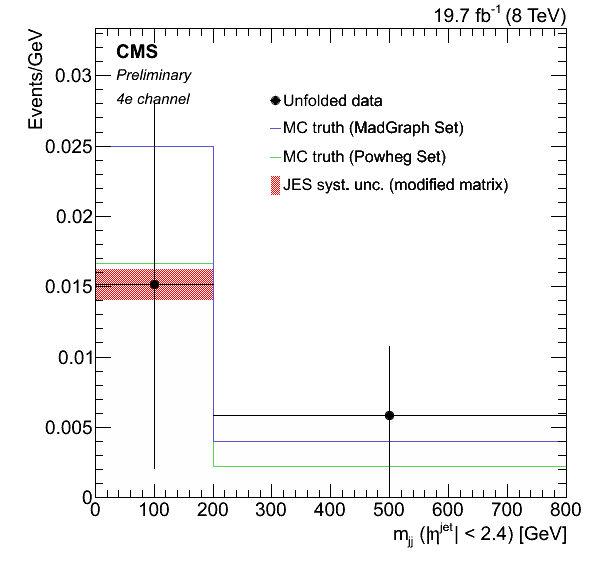 19.7 fb⁻¹ (8 TeV)
Events/GeV
CMS
Preliminary
4e channel
Unfolded data
MC truth (MadGraph Set)
MC truth (Powheg Set)
JES syst. unc. (modified matrix)
0.03
0.025
0.02
0.015
0.01
0.005
0
0 100 200 300 400 500 600 700 800
m_jj (|η^jet| < 2.4) [GeV]